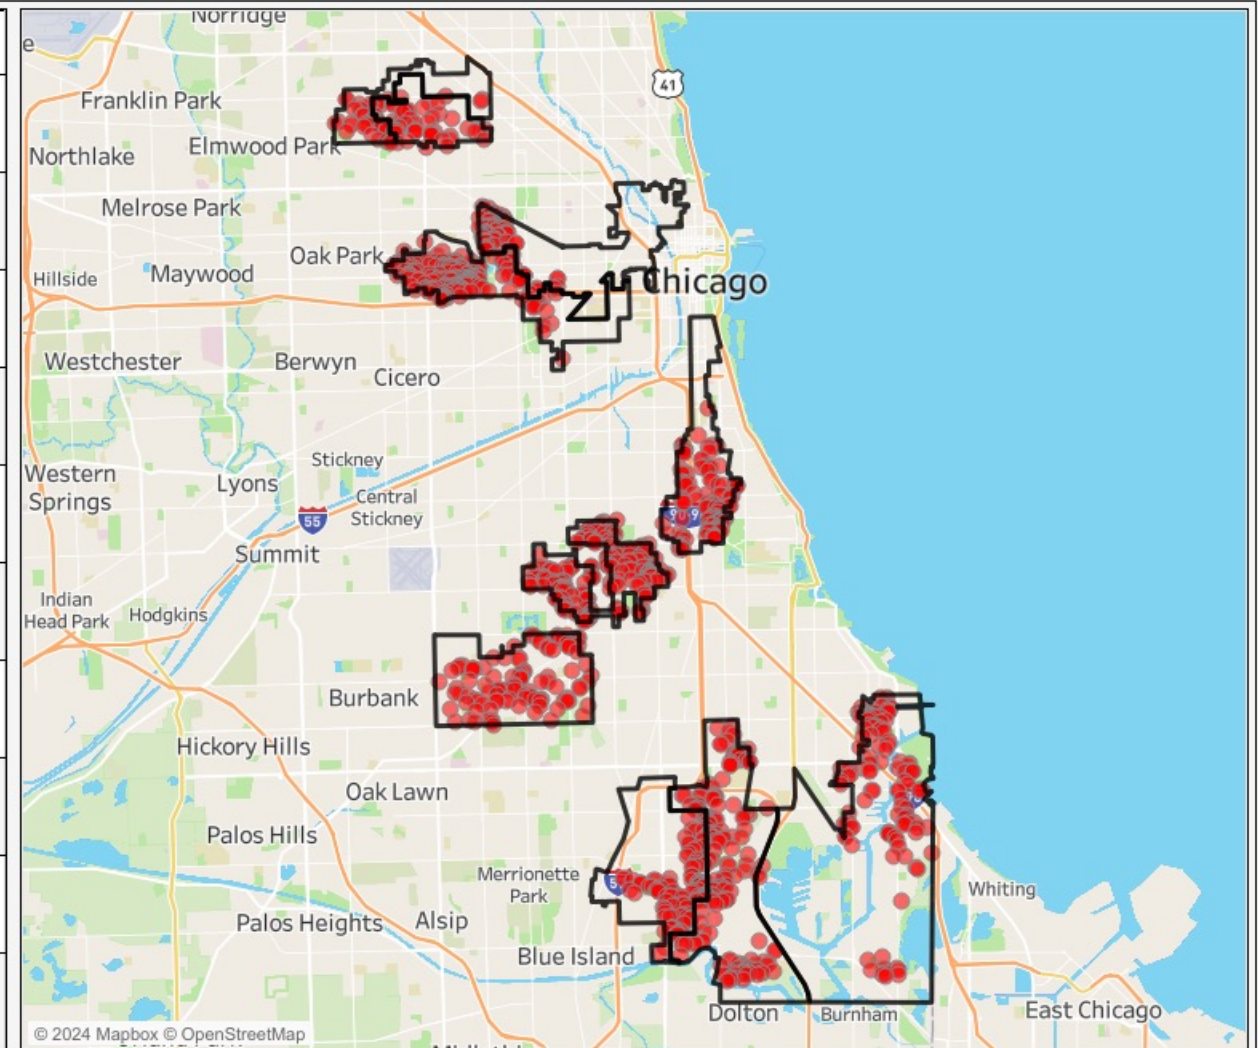 Norridge
e
41
Franklin Park
Elmwood Park
Northlake
Melrose Park
Oak Park
Maywood
Hillside
Chicago
Westchester
Berwyn
Cicero
Stickney
Western
Springs
Lyons
Central
Stickney
55
Summit
Indian
Head Park
Hodgkins
Burbank
Hickory Hills
Oak Lawn
Palos Hills
Merrionette
Park
Whiting
Palos Heights
Alsip
Blue Island
Dolton
Burnham
East Chicago
© 2024 Mapbox © OpenStreetMap